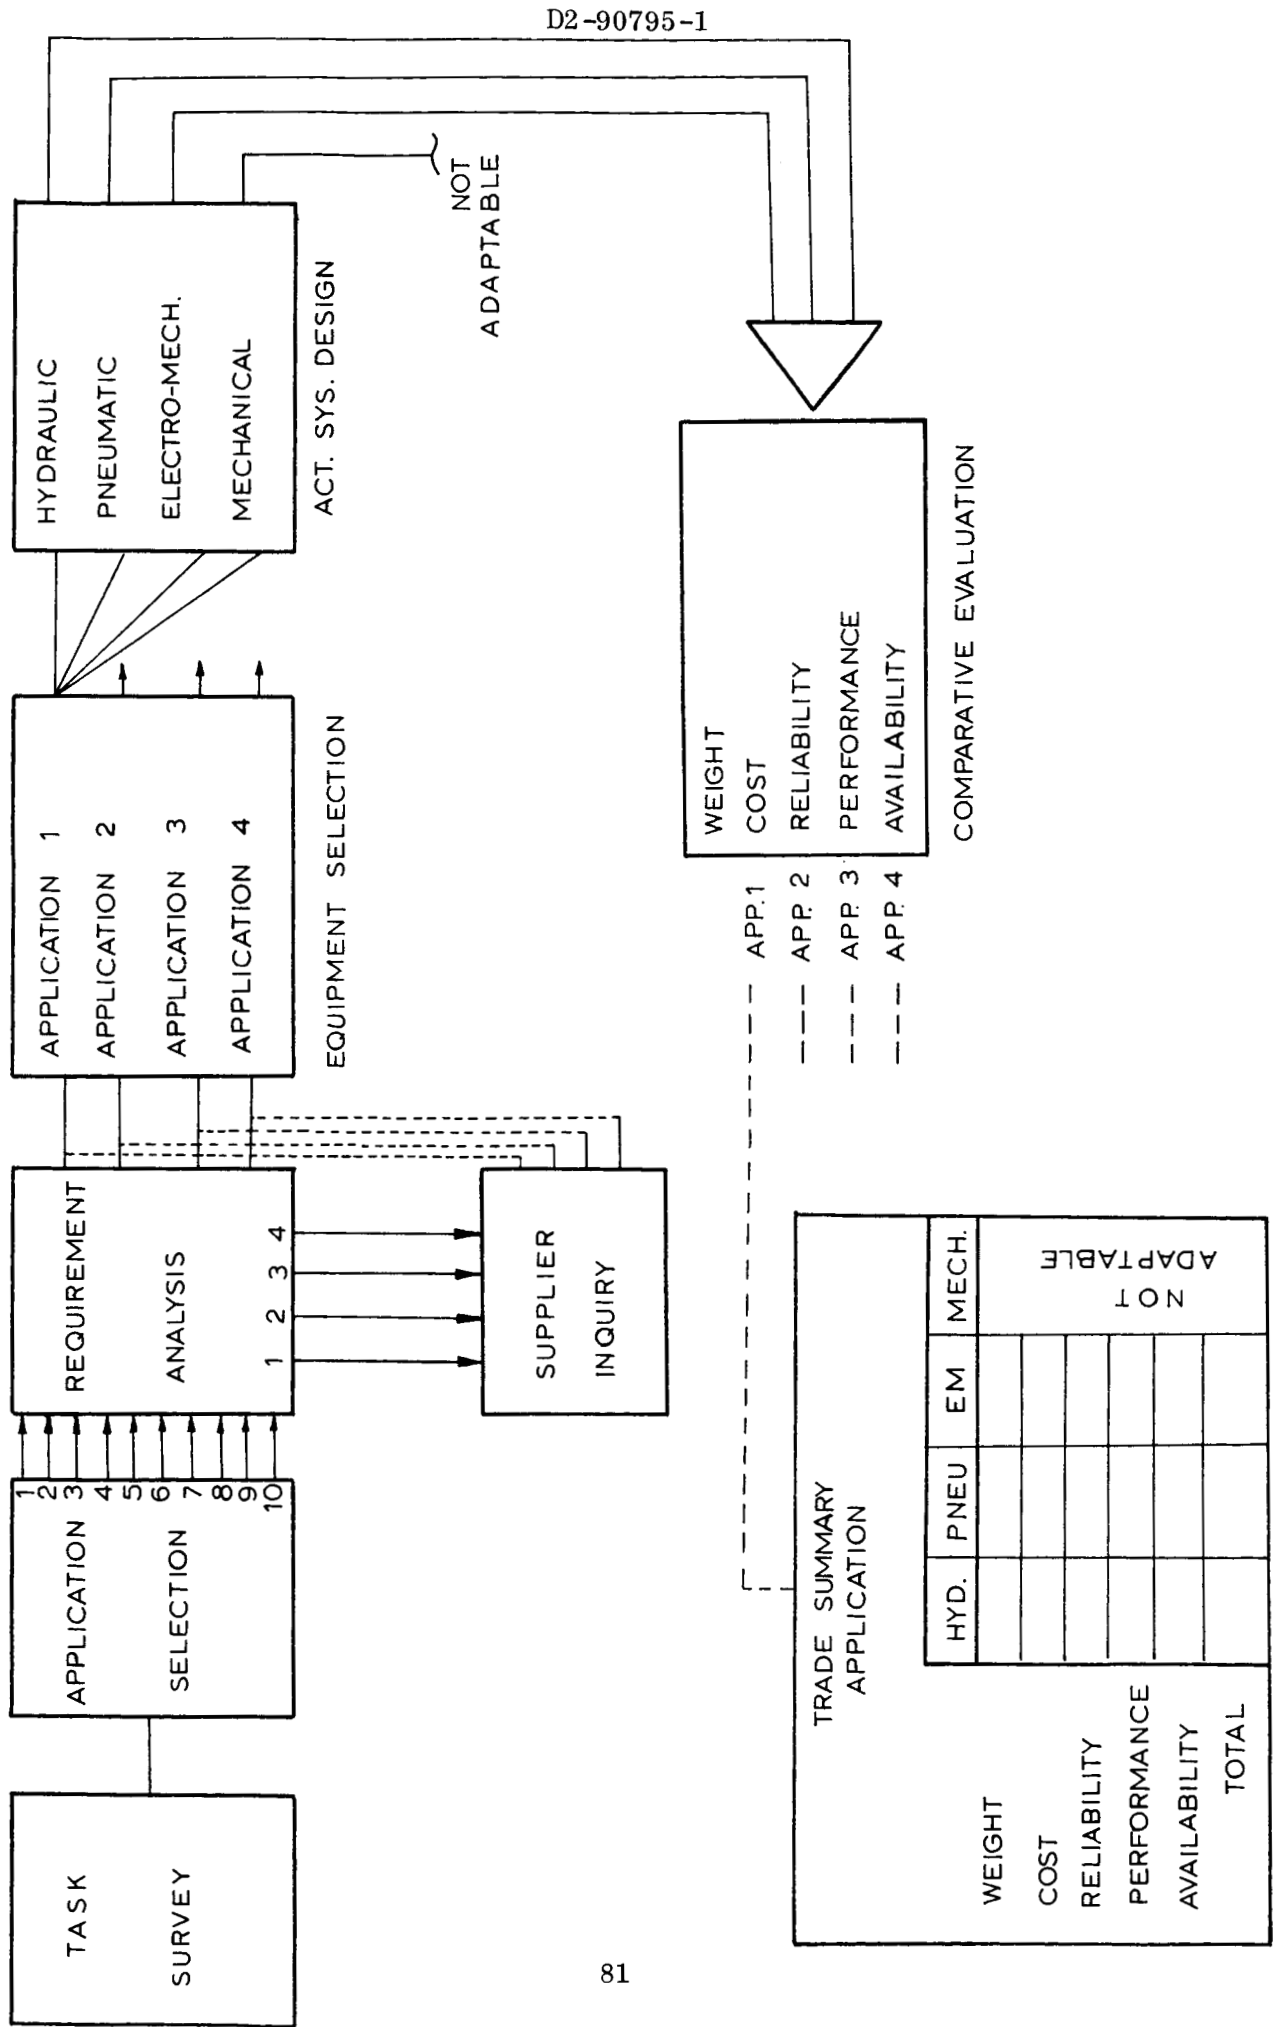 D2-90795-1
TASK
SURVEY
APPLICATION
SELECTION
1
2
3
4
5
6
7
8
9
10
REQUIREMENT
ANALYSIS
1 2 3 4
SUPPLIER
INQUIRY
APPLICATION 1
APPLICATION 2
APPLICATION 3
APPLICATION 4
EQUIPMENT SELECTION
HYDRAULIC
PNEUMATIC
ELECTRO-MECH.
MECHANICAL
ACT. SYS. DESIGN
NOT
ADAPTABLE
WEIGHT
COST
RELIABILITY
PERFORMANCE
AVAILABILITY
COMPARATIVE EVALUATION
APP. 1
APP. 2
APP. 3
APP. 4
TRADE SUMMARY
APPLICATION
HYD. PNEU EM MECH.
WEIGHT
COST
RELIABILITY
PERFORMANCE
AVAILABILITY
TOTAL
NOT
ADAPTABLE
81